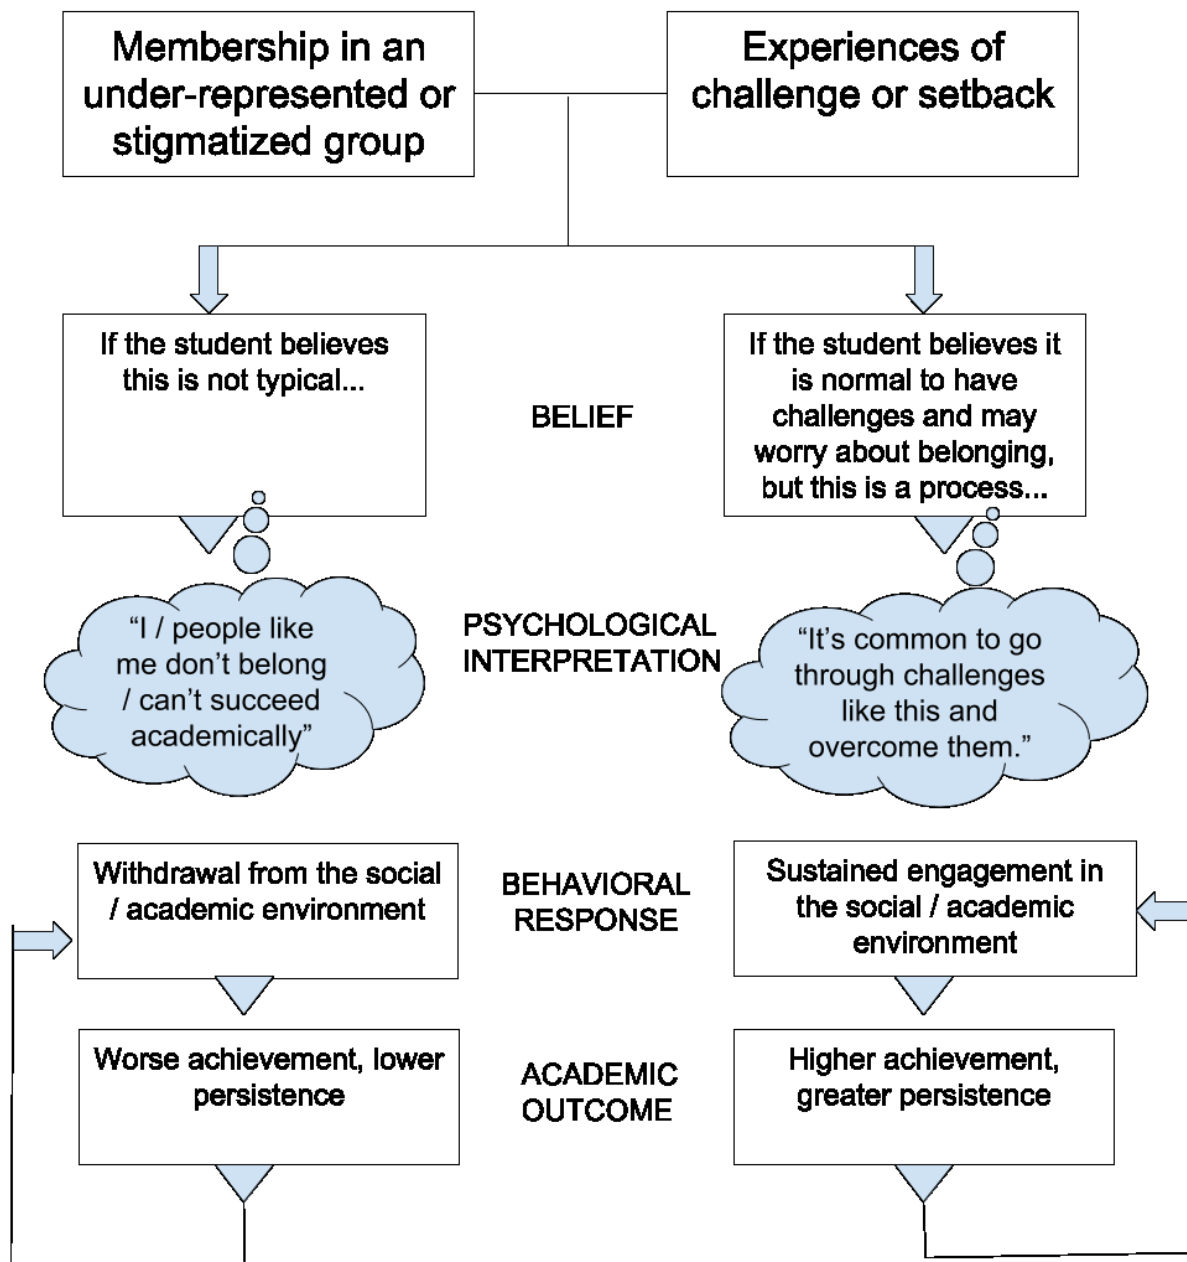 Membership in an
under-represented or
stigmatized group
Experiences of
challenge or setback
If the student believes
this is not typical...
BELIEF
If the student believes it
is normal to have
challenges and may
worry about belonging,
but this is a process...
“I / people like
me don’t belong
/ can’t succeed
academically”
PSYCHOLOGICAL
INTERPRETATION
“It’s common to go
through challenges
like this and
overcome them.”
Withdrawal from the social
/ academic environment
BEHAVIORAL
RESPONSE
Sustained engagement in
the social / academic
environment
Worse achievement, lower
persistence
ACADEMIC
OUTCOME
Higher achievement,
greater persistence